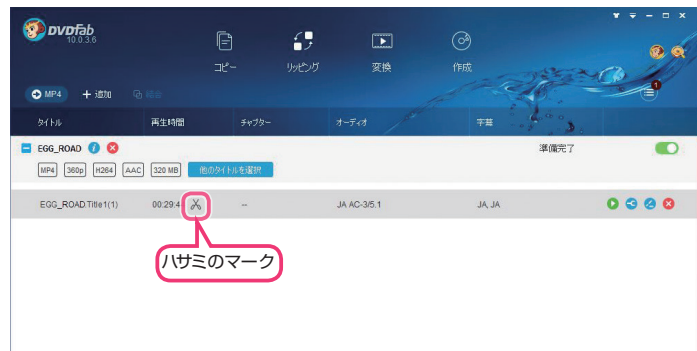 DVDFab
10.0.3.6
コピー
リッピング
変換
作成
MP4
追加
結合
1
タイトル
再生時間
チャプター
オーディオ
字幕
EGG_ROAD
準備完了
MP4 360p H264 AAC 320 MB 他のタイトルを選択
EGG_ROAD.Title1(1) 00:29:4 -- JA AC-3/5.1 JA, JA
ハサミのマーク